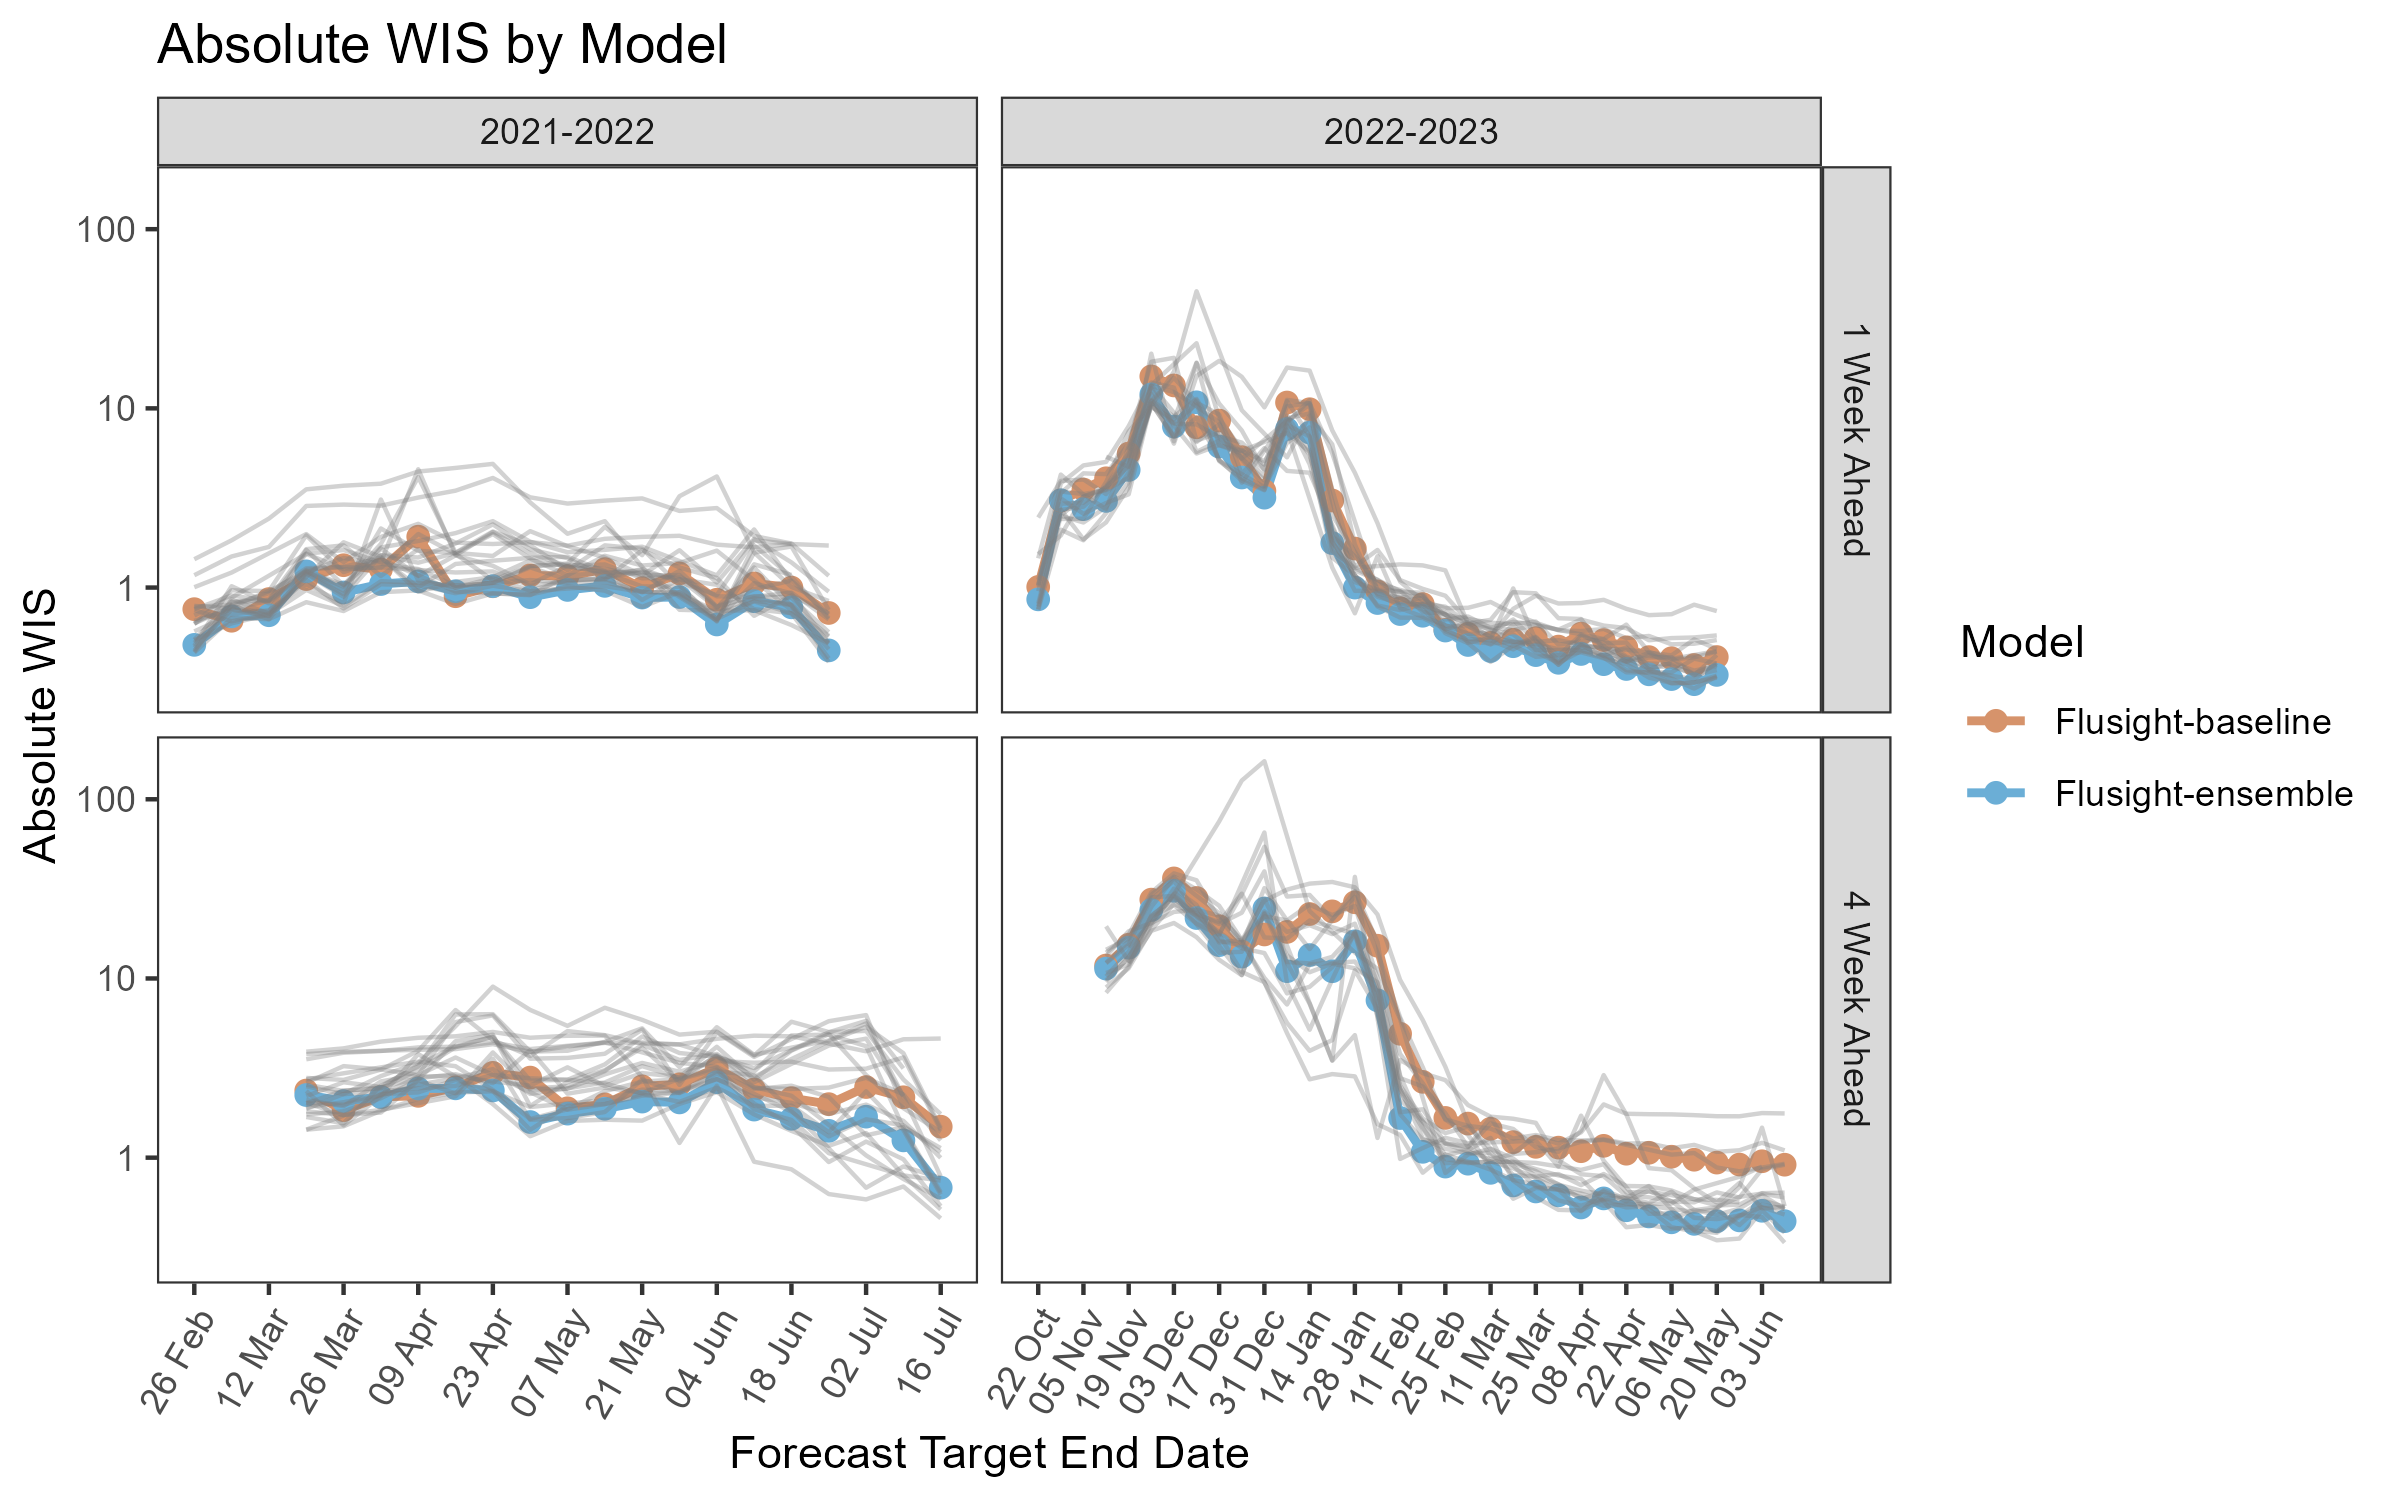 Absolute WIS by Model
2021-2022
2022-2023
100
10
1
1 Week Ahead
100
10
1
4 Week Ahead
Absolute WIS
26 Feb
12 Mar
26 Mar
09 Apr
23 Apr
07 May
21 May
04 Jun
18 Jun
02 Jul
16 Jul
22 Oct
05 Nov
19 Nov
03 Dec
17 Dec
31 Dec
14 Jan
28 Jan
11 Feb
25 Feb
11 Mar
25 Mar
08 Apr
22 Apr
06 May
20 May
03 Jun
Forecast Target End Date
Model
Flusight-baseline
Flusight-ensemble